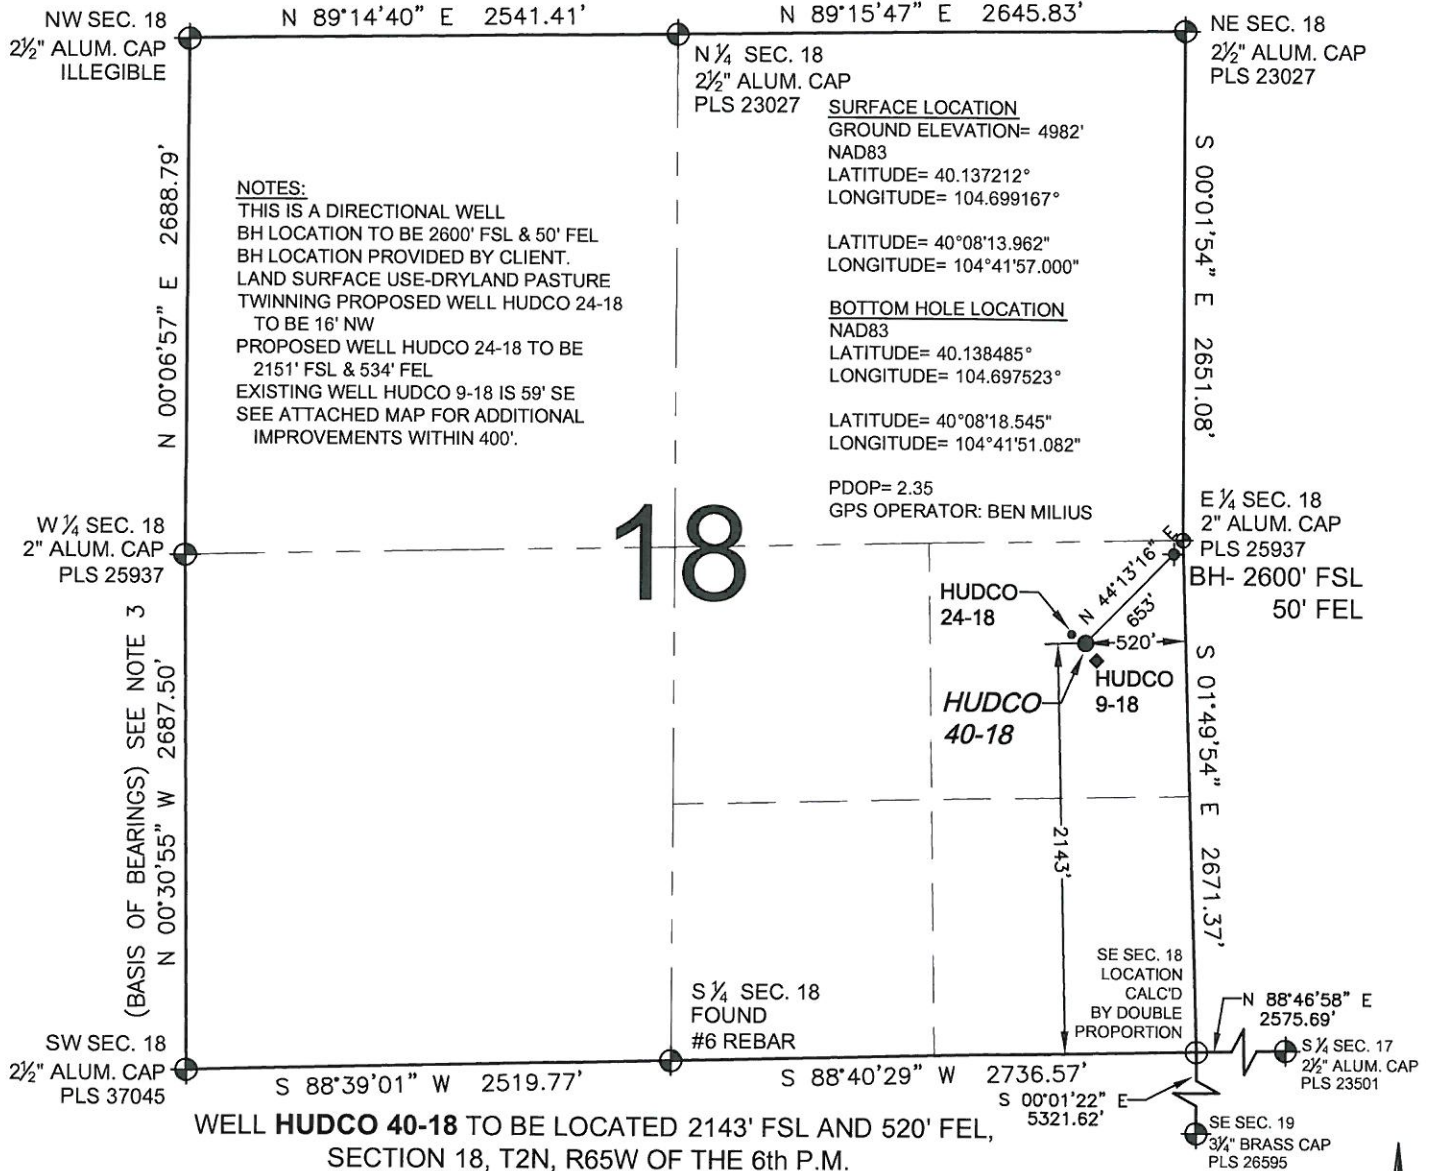 N 89°14'40" E 2541.41'
N 89°15'47" E 2645.83'
NW SEC. 18
2½" ALUM. CAP
ILLEGIBLE
N ¼ SEC. 18
2½" ALUM. CAP
PLS 23027
NE SEC. 18
2½" ALUM. CAP
PLS 23027
N 00°06'57" E 2688.79'
NOTES:
THIS IS A DIRECTIONAL WELL
BH LOCATION TO BE 2600' FSL & 50' FEL
BH LOCATION PROVIDED BY CLIENT.
LAND SURFACE USE-DRYLAND PASTURE
TWINNING PROPOSED WELL HUDCO 24-18
TO BE 16' NW
PROPOSED WELL HUDCO 24-18 TO BE
2151' FSL & 534' FEL
EXISTING WELL HUDCO 9-18 IS 59' SE
SEE ATTACHED MAP FOR ADDITIONAL
IMPROVEMENTS WITHIN 400'.
SURFACE LOCATION
GROUND ELEVATION= 4982'
NAD83
LATITUDE= 40.137212°
LONGITUDE= 104.699167°
LATITUDE= 40°08'13.962"
LONGITUDE= 104°41'57.000"
BOTTOM HOLE LOCATION
NAD83
LATITUDE= 40.138485°
LONGITUDE= 104.697523°
LATITUDE= 40°08'18.545"
LONGITUDE= 104°41'51.082"
PDOP= 2.35
GPS OPERATOR: BEN MILIUS
S 00°01'54" E 2651.08'
W ¼ SEC. 18
2" ALUM. CAP
PLS 25937
18
E ¼ SEC. 18
2" ALUM. CAP
PLS 25937
BH- 2600' FSL
50' FEL
N 44°13'16" E
653'
520'
HUDCO
24-18
HUDCO
9-18
HUDCO
40-18
2143'
S 01°49'54" E 2671.37'
(BASIS OF BEARINGS) SEE NOTE 3
N 00°30'55" W 2687.50'
SW SEC. 18
2½" ALUM. CAP
PLS 37045
S ¼ SEC. 18
FOUND
#6 REBAR
SE SEC. 18
LOCATION
CALC'D
BY DOUBLE
PROPORTION
N 88°46'58" E
2575.69'
S ¼ SEC. 17
2½" ALUM. CAP
PLS 23501
S 88°39'01" W 2519.77'
S 88°40'29" W 2736.57'
S 00°01'22" E
5321.62'
SE SEC. 19
3¼" BRASS CAP
PLS 26595
WELL HUDCO 40-18 TO BE LOCATED 2143' FSL AND 520' FEL,
SECTION 18, T2N, R65W OF THE 6th P.M.